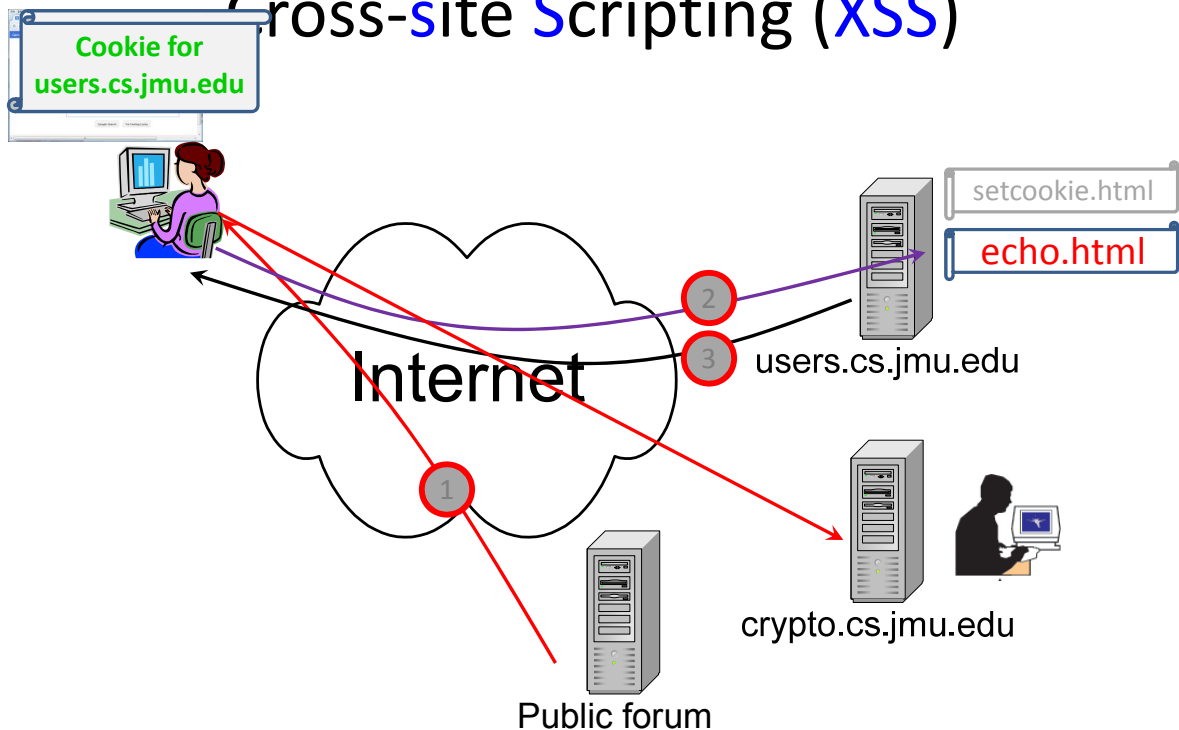 Cross-site Scripting (XSS)
Cookie for
users.cs.jmu.edu
setcookie.html
echo.html
2
3
users.cs.jmu.edu
Internet
1
crypto.cs.jmu.edu
Public forum